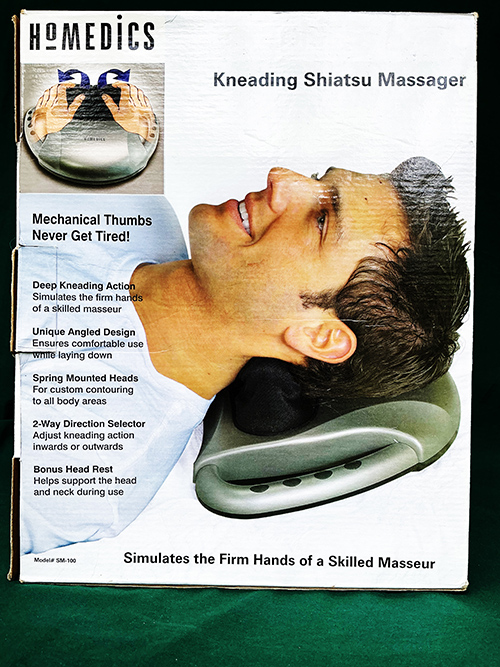 HoMEDICS
Kneading Shiatsu Massager
Mechanical Thumbs
Never Get Tired!
Deep Kneading Action
Simulates the firm hands
of a skilled masseur
Unique Angled Design
Ensures comfortable use
while laying down
Spring Mounted Heads
For custom contouring
to all body areas
2-Way Direction Selector
Adjust kneading action
inwards or outwards
Bonus Head Rest
Helps support the head
and neck during use
Model# SM-100
Simulates the Firm Hands of a Skilled Masseur